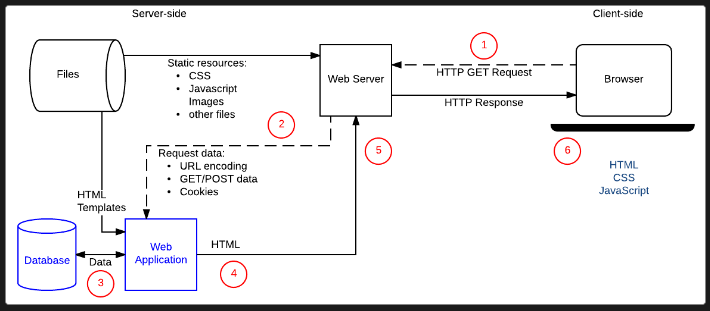 Server-side
Client-side
1
Files
Static resources:
• CSS
• Javascript
Images
• other files
Web Server
HTTP GET Request
HTTP Response
Browser
2
5
6
Request data:
• URL encoding
• GET/POST data
• Cookies
HTML
CSS
JavaScript
HTML
Templates
Database
Data
3
Web
Application
HTML
4